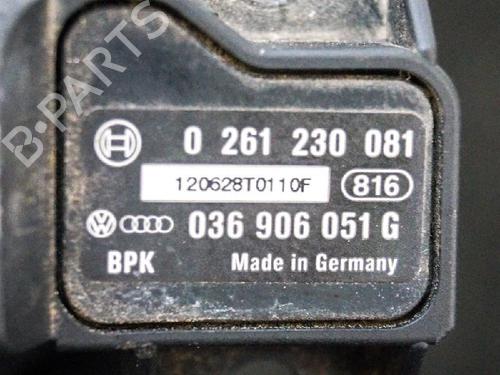 B-PARTS
0 261 230 081
120628T0110F 816
036 906 051 G
BPK Made in Germany